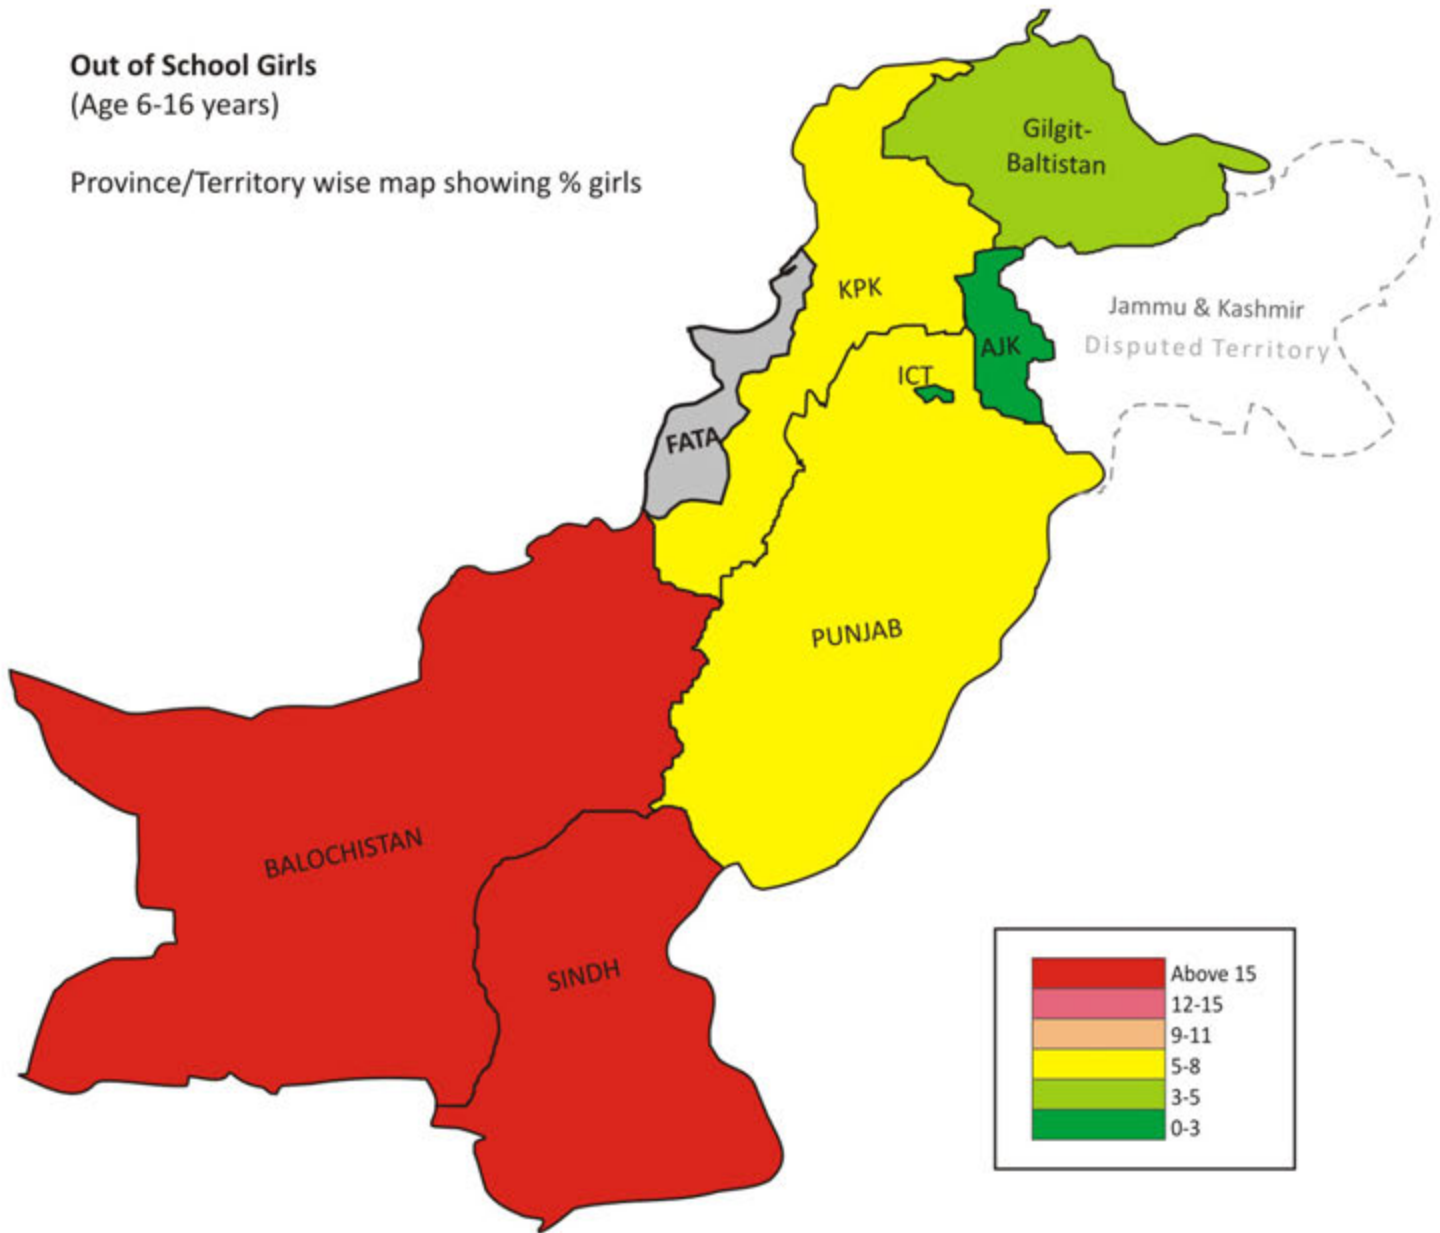 Out of School Girls
(Age 6-16 years)
Province/Territory wise map showing % girls
Gilgit-
Baltistan
KPK
Jammu & Kashmir
Disputed Territory
AJK
ICT
FATA
PUNJAB
BALOCHISTAN
SINDH
Above 15
12-15
9-11
5-8
3-5
0-3